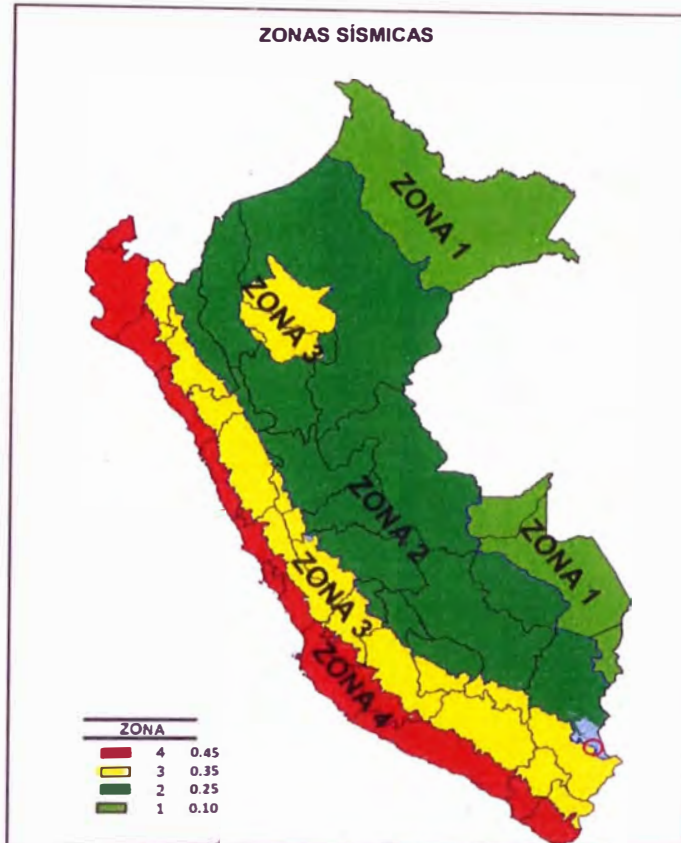 ZONAS SÍSMICAS
ZONA 1
ZONA 3
ZONA 2
ZONA 1
ZONA 3
ZONA 4
ZONA
4 0.45
3 0.35
2 0.25
1 0.10